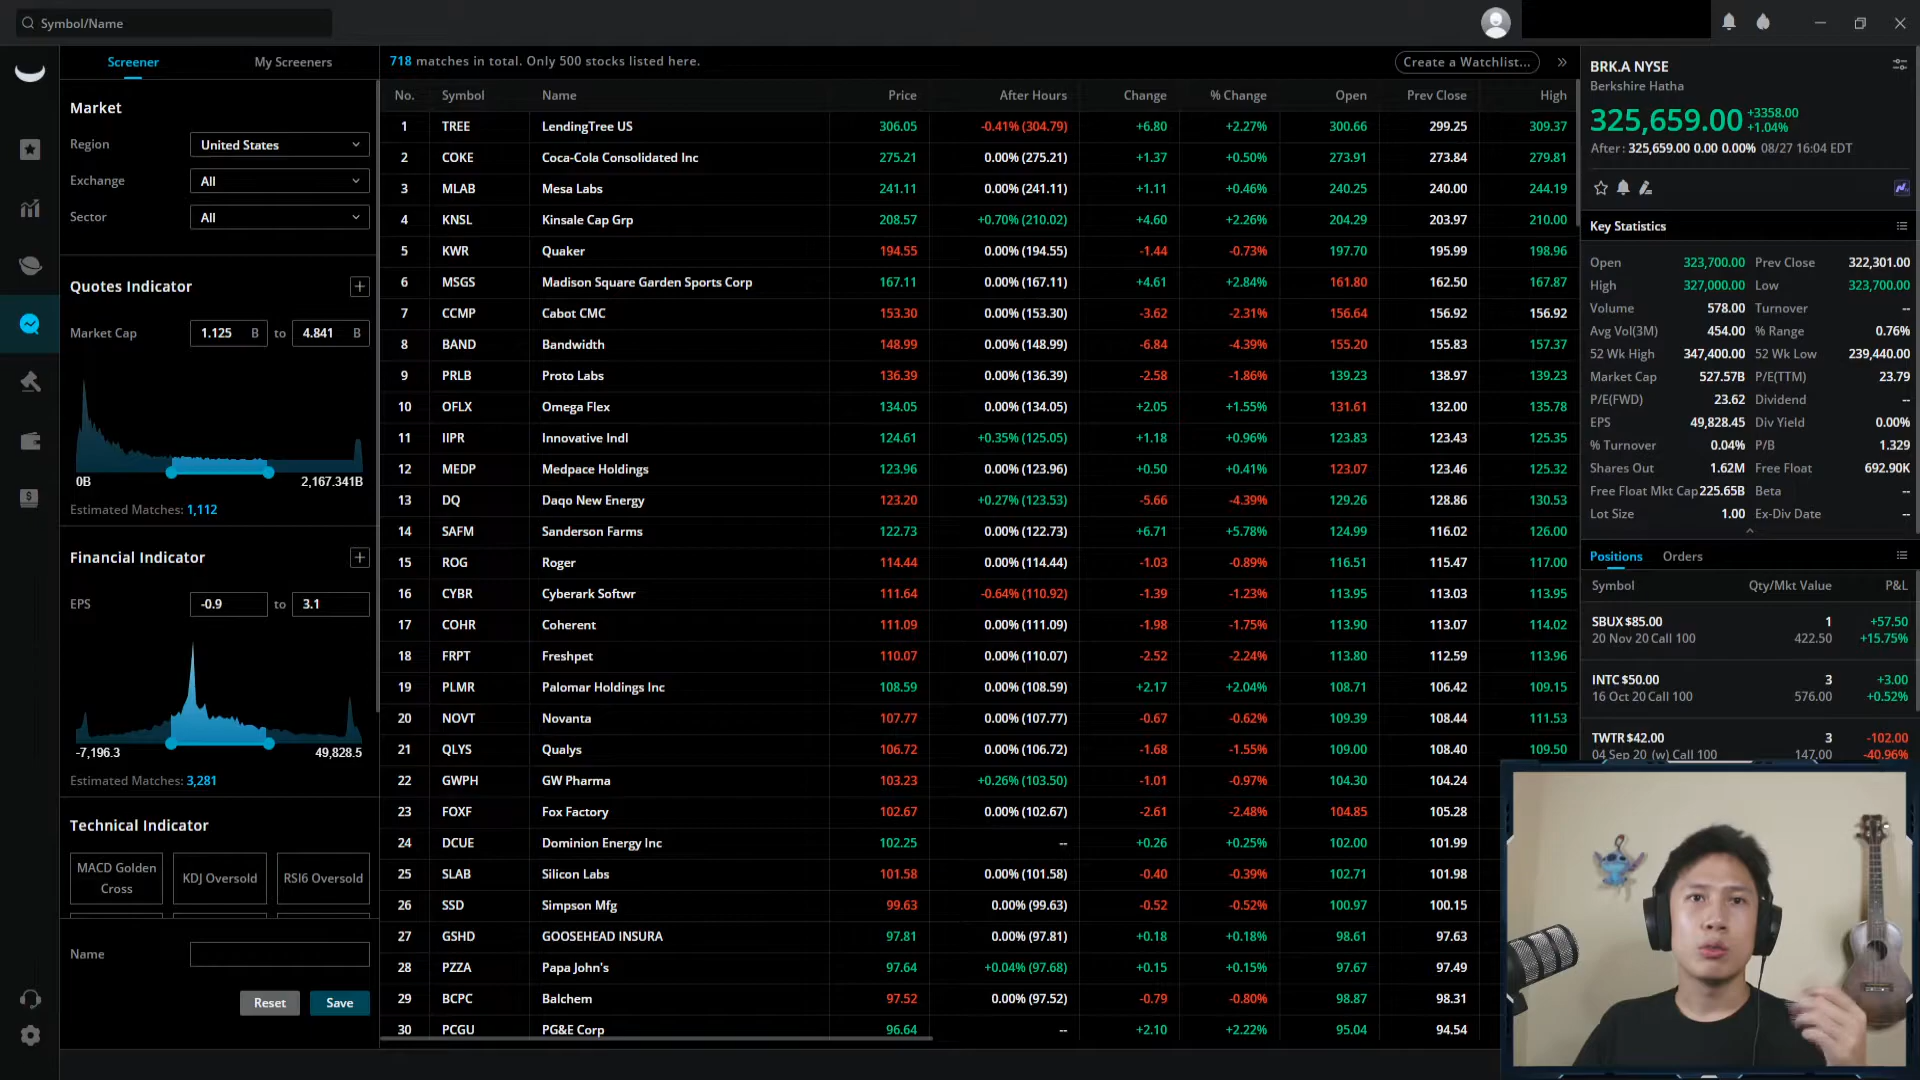 Symbol/Name
Screener My Screeners
Market
Region United States
Exchange All
Sector All
Quotes Indicator
Market Cap 1.125 B to 4.841 B
0B 2,167.341B
Estimated Matches: 1,112
Financial Indicator
EPS -0.9 to 3.1
-7,196.3 49,828.5
Estimated Matches: 3,281
Technical Indicator
MACD Golden Cross KDJ Oversold RSI6 Oversold
Name
Reset Save
718 matches in total. Only 500 stocks listed here. Create a Watchlist...
No. Symbol Name Price After Hours Change % Change Open Prev Close High
1 TREE LendingTree US 306.05 -0.41% (304.79) +6.80 +2.27% 300.66 299.25 309.37
2 COKE Coca-Cola Consolidated Inc 275.21 0.00% (275.21) +1.37 +0.50% 273.91 273.84 279.81
3 MLAB Mesa Labs 241.11 0.00% (241.11) +1.11 +0.46% 240.25 240.00 244.19
4 KNSL Kinsale Cap Grp 208.57 +0.70% (210.02) +4.60 +2.26% 204.29 203.97 210.00
5 KWR Quaker 194.55 0.00% (194.55) -1.44 -0.73% 197.70 195.99 198.96
6 MSGS Madison Square Garden Sports Corp 167.11 0.00% (167.11) +4.61 +2.84% 161.80 162.50 167.87
7 CCMP Cabot CMC 153.30 0.00% (153.30) -3.62 -2.31% 156.64 156.92 156.92
8 BAND Bandwidth 148.99 0.00% (148.99) -6.84 -4.39% 155.20 155.83 157.37
9 PRLB Proto Labs 136.39 0.00% (136.39) -2.58 -1.86% 139.23 138.97 139.23
10 OFLX Omega Flex 134.05 0.00% (134.05) +2.05 +1.55% 131.61 132.00 135.78
11 IIPR Innovative Indl 124.61 +0.35% (125.05) +1.18 +0.96% 123.83 123.43 125.35
12 MEDP Medpace Holdings 123.96 0.00% (123.96) +0.50 +0.41% 123.07 123.46 125.32
13 DQ Daqo New Energy 123.20 +0.27% (123.53) -5.66 -4.39% 129.26 128.86 130.53
14 SAFM Sanderson Farms 122.73 0.00% (122.73) +6.71 +5.78% 124.99 116.02 126.00
15 ROG Roger 114.44 0.00% (114.44) -1.03 -0.89% 116.51 115.47 117.00
16 CYBR Cyberark Softwr 111.64 -0.64% (110.92) -1.39 -1.23% 113.95 113.03 113.95
17 COHR Coherent 111.09 0.00% (111.09) -1.98 -1.75% 113.90 113.07 114.02
18 FRPT Freshpet 110.07 0.00% (110.07) -2.52 -2.24% 113.80 112.59 113.96
19 PLMR Palomar Holdings Inc 108.59 0.00% (108.59) +2.17 +2.04% 108.71 106.42 109.15
20 NOVT Novanta 107.77 0.00% (107.77) -0.67 -0.62% 109.39 108.44 111.53
21 QLYS Qualys 106.72 0.00% (106.72) -1.68 -1.55% 109.00 108.40 109.50
22 GWPH GW Pharma 103.23 +0.26% (103.50) -1.01 -0.97% 104.30 104.24
23 FOXF Fox Factory 102.67 0.00% (102.67) -2.61 -2.48% 104.85 105.28
24 DCUE Dominion Energy Inc 102.25 -- +0.26 +0.25% 102.00 101.99
25 SLAB Silicon Labs 101.58 0.00% (101.58) -0.40 -0.39% 102.71 101.98
26 SSD Simpson Mfg 99.63 0.00% (99.63) -0.52 -0.52% 100.97 100.15
27 GSHD GOOSEHEAD INSURA 97.81 0.00% (97.81) +0.18 +0.18% 98.61 97.63
28 PZZA Papa John's 97.64 +0.04% (97.68) +0.15 +0.15% 97.67 97.49
29 BCPC Balchem 97.52 0.00% (97.52) -0.79 -0.80% 98.87 98.31
30 PCGU PG&E Corp 96.64 -- +2.10 +2.22% 95.04 94.54
BRK.A NYSE
Berkshire Hatha
325,659.00 +3358.00 +1.04%
After: 325,659.00 0.00 0.00% 08/27 16:04 EDT
Key Statistics
Open 323,700.00 Prev Close 322,301.00
High 327,000.00 Low 323,700.00
Volume 578.00 Turnover --
Avg Vol(3M) 454.00 % Range 0.76%
52 Wk High 347,400.00 52 Wk Low 239,440.00
Market Cap 527.57B P/E(TTM) 23.79
P/E(FWD) 23.62 Dividend --
EPS 49,828.45 Div Yield 0.00%
% Turnover 0.04% P/B 1.329
Shares Out 1.62M Free Float 692.90K
Free Float Mkt Cap 225.65B Beta --
Lot Size 1.00 Ex-Div Date --
Positions Orders
Symbol Qty/Mkt Value P&L
SBUX $85.00 1 +57.50
20 Nov 20 Call 100 422.50 +15.75%
INTC $50.00 3 +3.00
16 Oct 20 Call 100 576.00 +0.52%
TWTR $42.00 3 -102.00
04 Sep 20 (w) Call 100 147.00 -40.96%